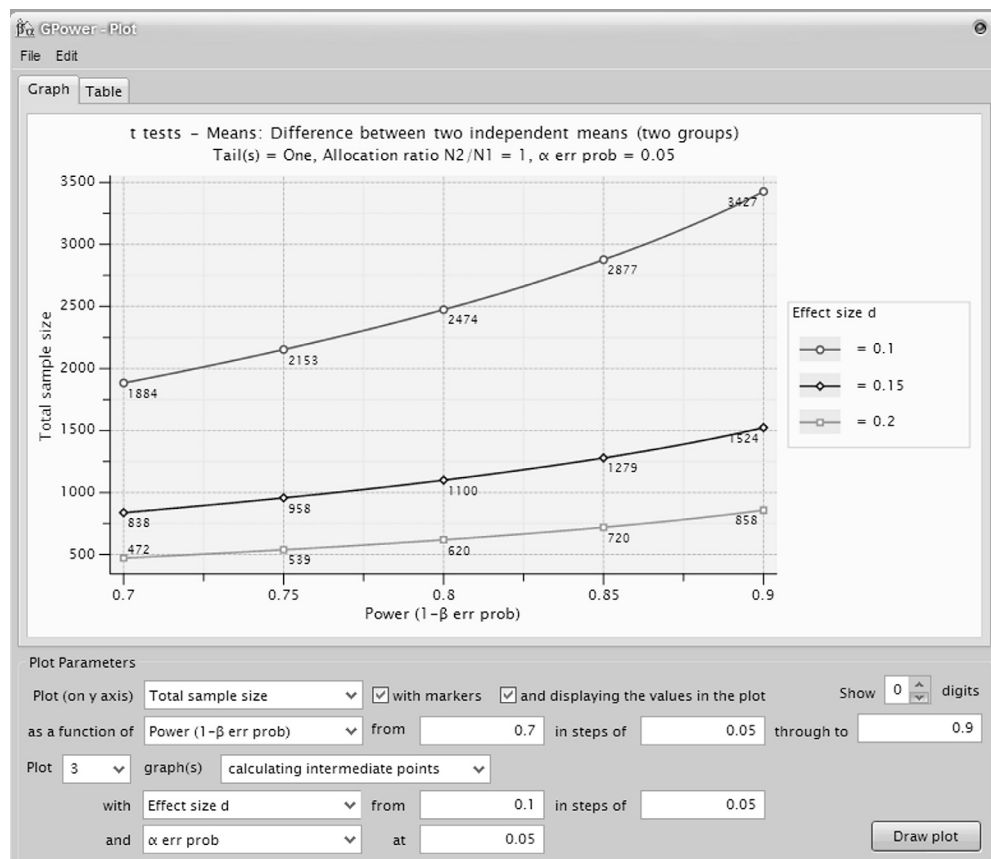 GPower - Plot
File Edit
Graph Table
t tests - Means: Difference between two independent means (two groups)
Tail(s) = One, Allocation ratio N2/N1 = 1, α err prob = 0.05
Total sample size
3500
3000
2500
2000
1500
1000
500
3427
2877
2474
2153
1884
1524
1279
1100
958
838
858
720
620
539
472
0.7 0.75 0.8 0.85 0.9
Power (1-β err prob)
Effect size d
= 0.1
= 0.15
= 0.2
Plot Parameters
Plot (on y axis) Total sample size with markers and displaying the values in the plot Show 0 digits
as a function of Power (1-β err prob) from 0.7 in steps of 0.05 through to 0.9
Plot 3 graph(s) calculating intermediate points
with Effect size d from 0.1 in steps of 0.05
and α err prob at 0.05
Draw plot